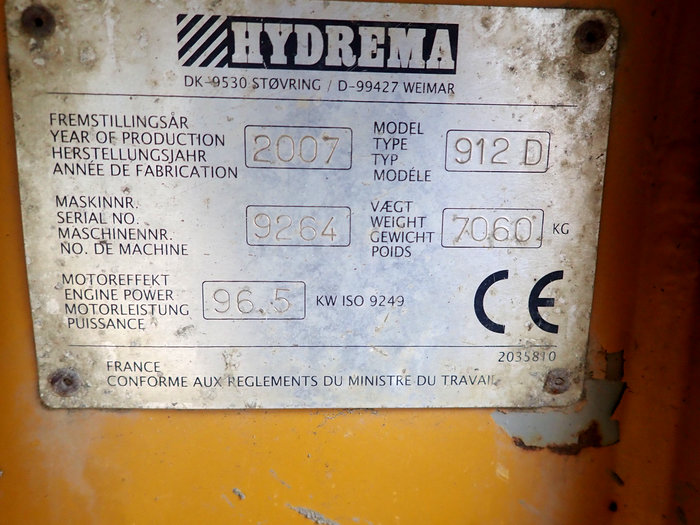 HYDREMA
DK-9530 STØVRING / D-99427 WEIMAR
FREMSTILLINGSÅR
YEAR OF PRODUCTION
HERSTELLUNGSJAHR
ANNÉE DE FABRICATION
2007
MODEL
TYPE
TYP
MODÉLE
912 D
MASKINNR.
SERIAL NO.
MASCHINENNR.
NO. DE MACHINE
9264
VÆGT
WEIGHT
GEWICHT
POIDS
7060 KG
MOTOREFFEKT
ENGINE POWER
MOTORLEISTUNG
PUISSANCE
96.5 KW ISO 9249
CE
2035810
FRANCE
CONFORME AUX REGLEMENTS DU MINISTRE DU TRAVAIL